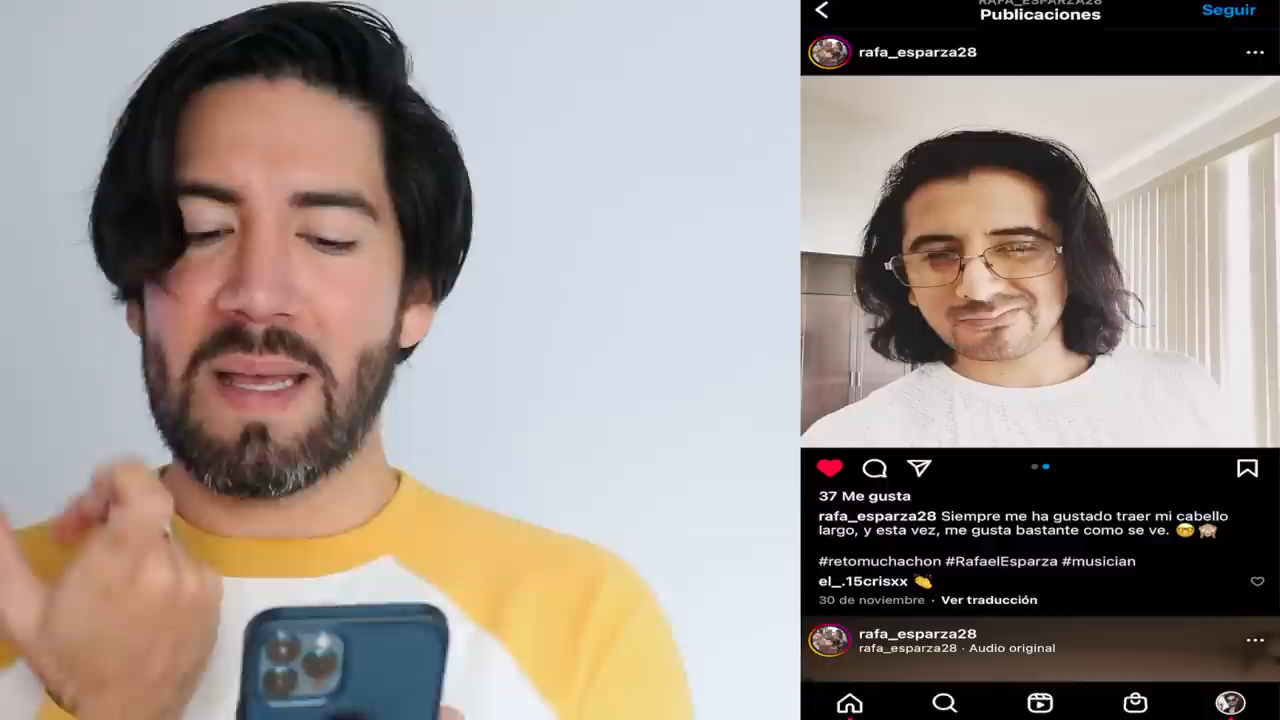 RAFA_ESPARZA28
Publicaciones
Seguir
rafa_esparza28
37 Me gusta
rafa_esparza28 Siempre me ha gustado traer mi cabello
largo, y esta vez, me gusta bastante como se ve. 🤓🙈
#retomuchachon #RafaelEsparza #musician
el_.15crisxx 👏
30 de noviembre · Ver traducción
rafa_esparza28
rafa_esparza28 · Audio original